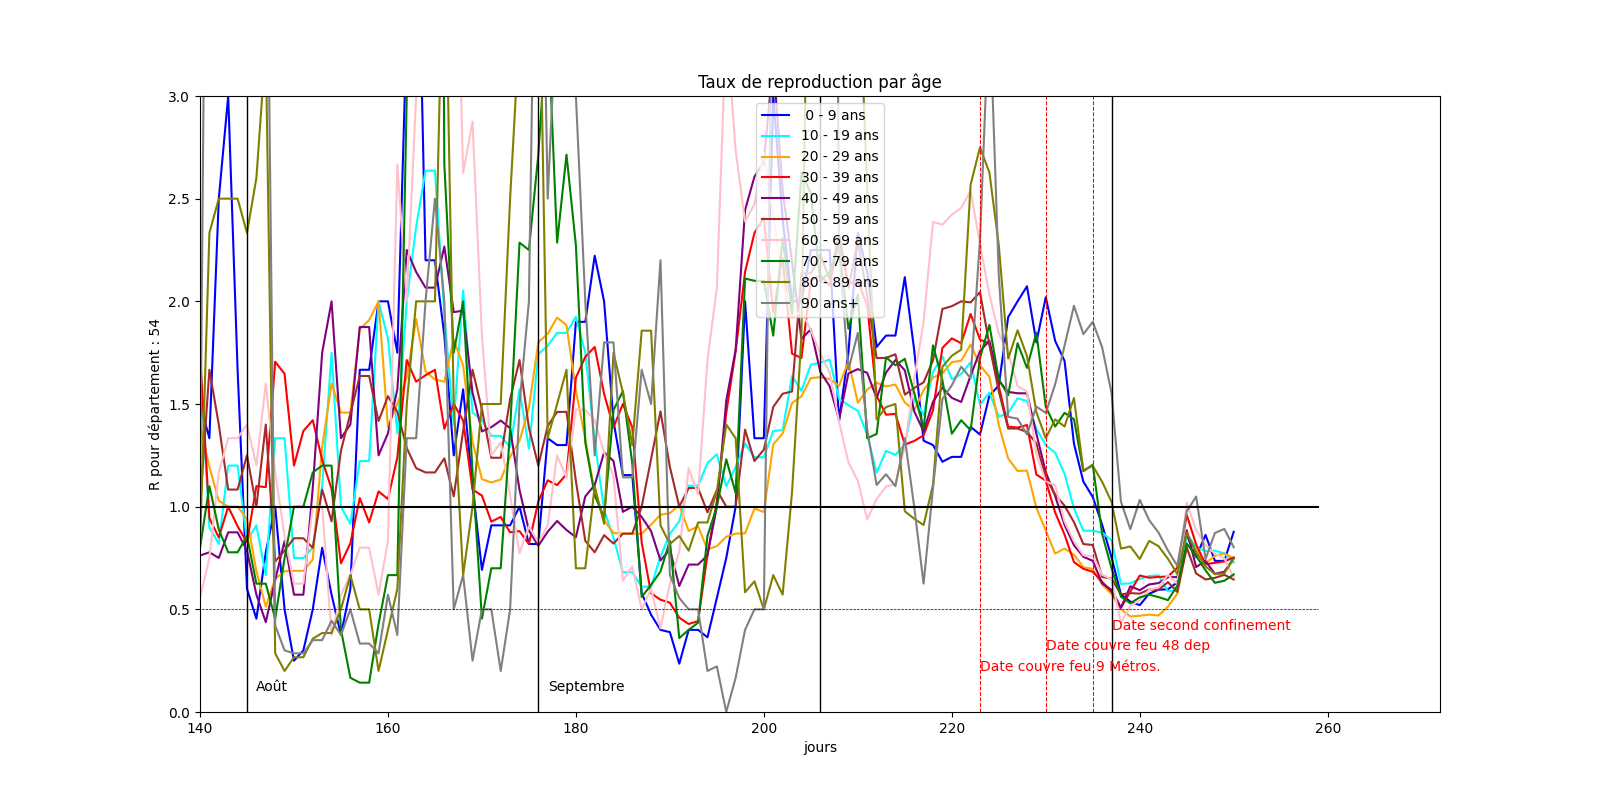 Taux de reproduction par âge
R pour département : 54
3.0
2.5
2.0
1.5
1.0
0.5
0.0
0 - 9 ans
10 - 19 ans
20 - 29 ans
30 - 39 ans
40 - 49 ans
50 - 59 ans
60 - 69 ans
70 - 79 ans
80 - 89 ans
90 ans+
Date second confinement
Date couvre feu 48 dep
Date couvre feu 9 Métros.
Août
Septembre
140
160
180
200
220
240
260
jours